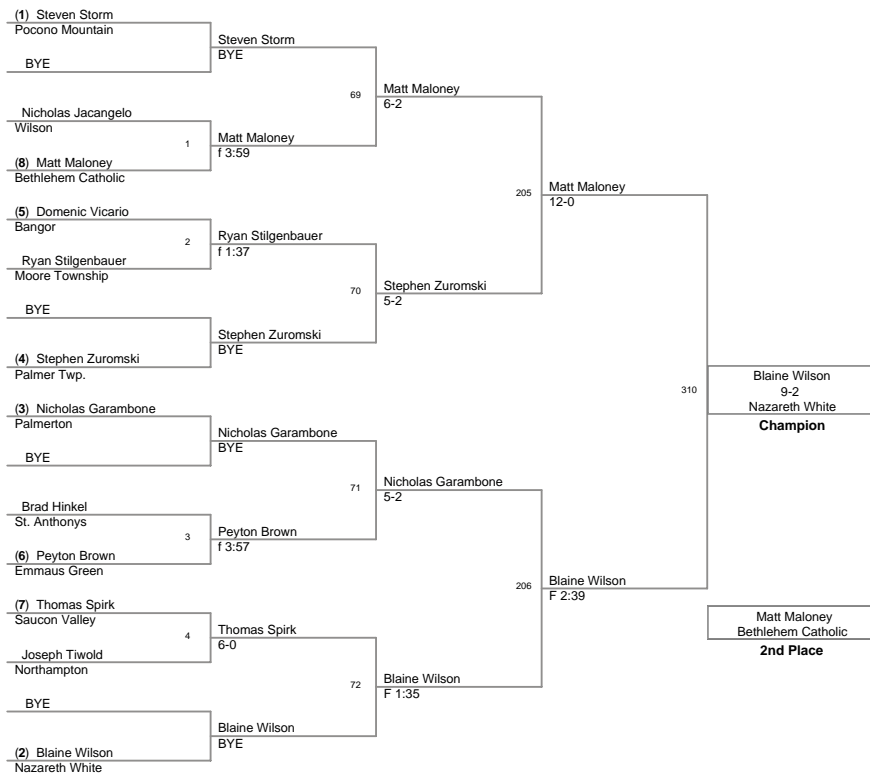 (1) Steven Storm
Pocono Mountain
BYE
Nicholas Jacangelo
Wilson
1
(8) Matt Maloney
Bethlehem Catholic
(5) Domenic Vicario
Bangor
2
Ryan Stilgenbauer
Moore Township
BYE
(4) Stephen Zuromski
Palmer Twp.
(3) Nicholas Garambone
Palmerton
BYE
Brad Hinkel
St. Anthonys
3
(6) Peyton Brown
Emmaus Green
(7) Thomas Spirk
Saucon Valley
4
Joseph Tiwold
Northampton
BYE
(2) Blaine Wilson
Nazareth White
Steven Storm
BYE
69
Matt Maloney
f 3:59
Ryan Stilgenbauer
f 1:37
70
Stephen Zuromski
BYE
Nicholas Garambone
BYE
71
Peyton Brown
f 3:57
Thomas Spirk
6-0
72
Blaine Wilson
BYE
Matt Maloney
6-2
205
Stephen Zuromski
5-2
Nicholas Garambone
5-2
206
Blaine Wilson
F 1:35
Matt Maloney
12-0
310
Blaine Wilson
F 2:39
Blaine Wilson
9-2
Nazareth White
Champion
Matt Maloney
Bethlehem Catholic
2nd Place